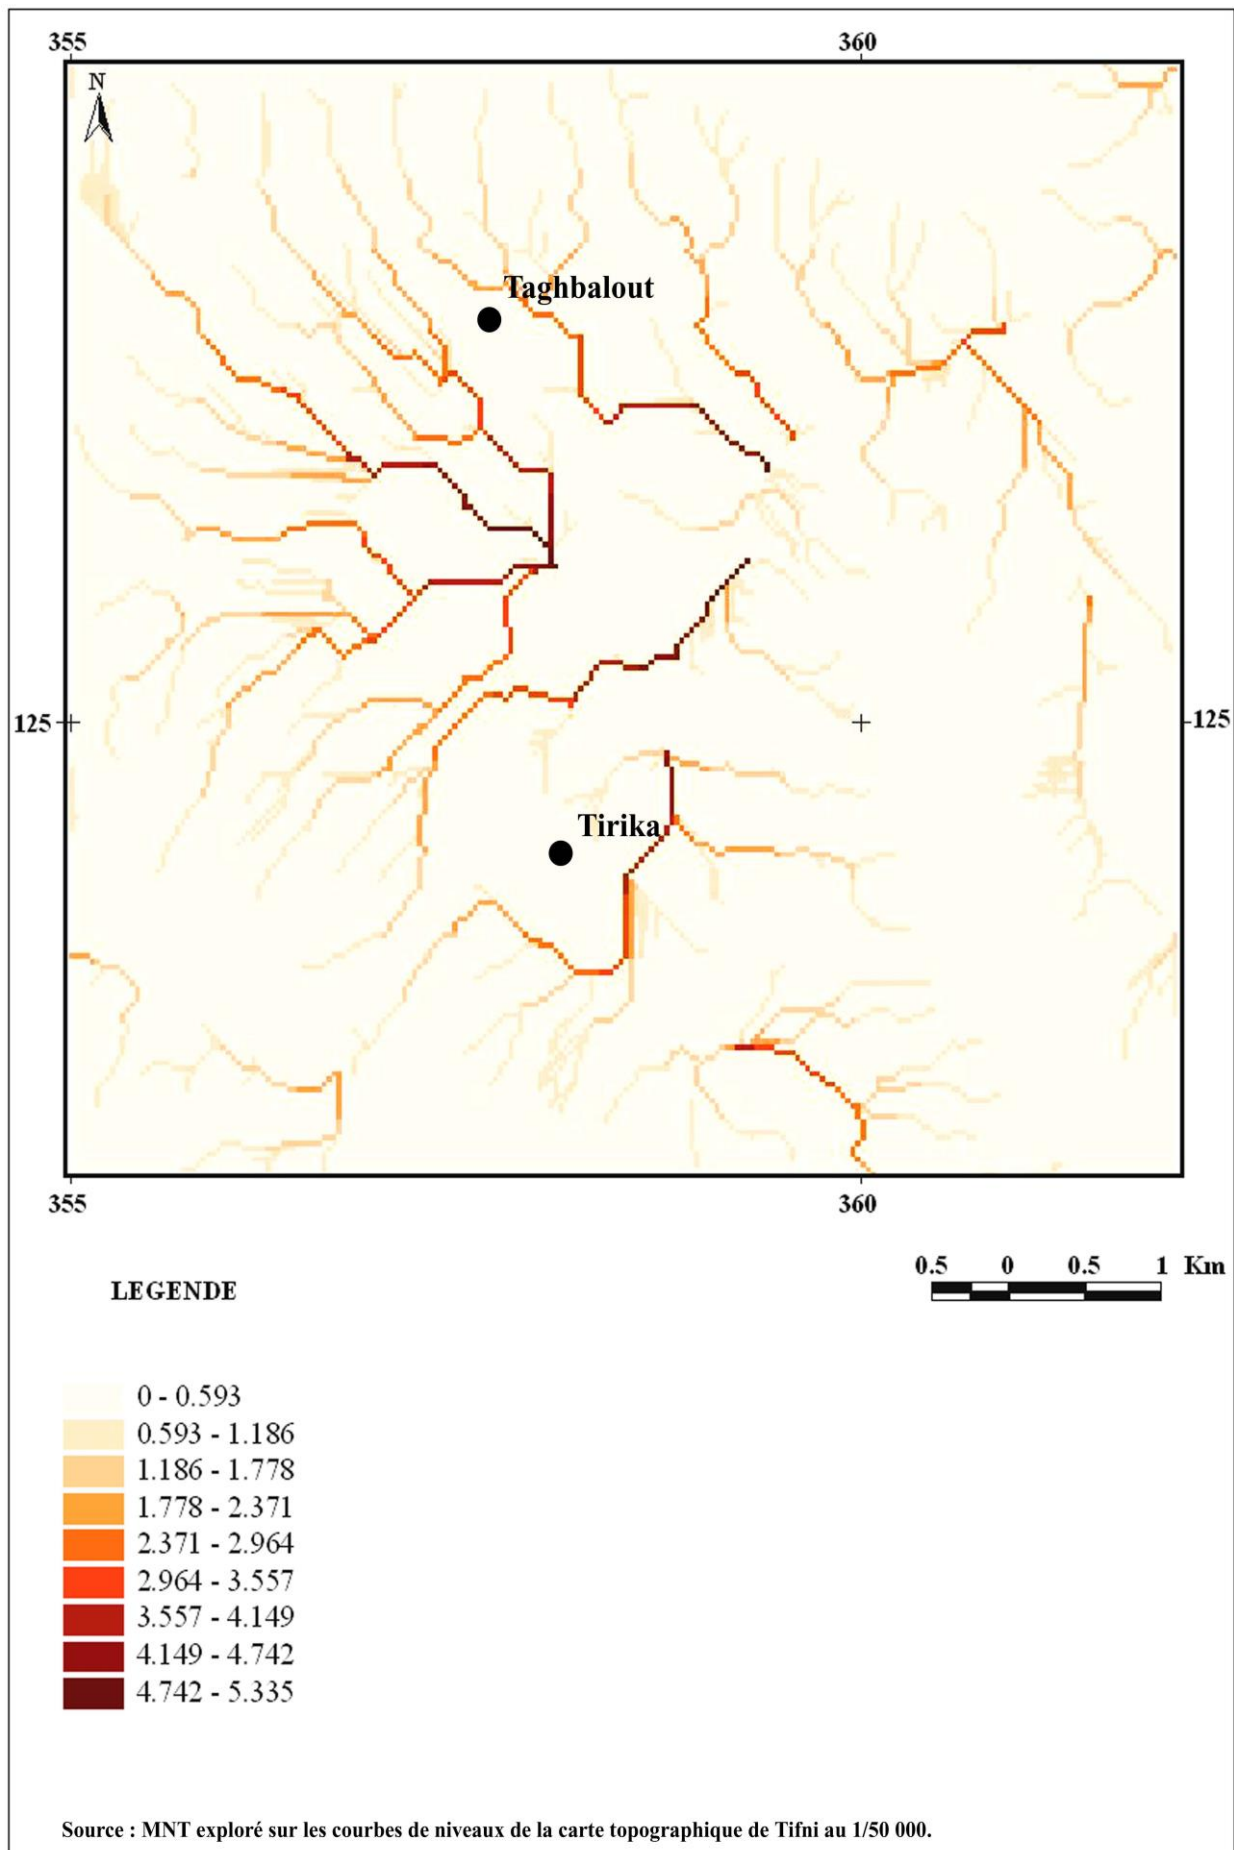 355 360
N
Taghbalout
125 125
Tirika
355 360
0.5 0 0.5 1 Km
LEGENDE
0 - 0.593
0.593 - 1.186
1.186 - 1.778
1.778 - 2.371
2.371 - 2.964
2.964 - 3.557
3.557 - 4.149
4.149 - 4.742
4.742 - 5.335
Source : MNT exploré sur les courbes de niveaux de la carte topographique de Tifni au 1/50 000.